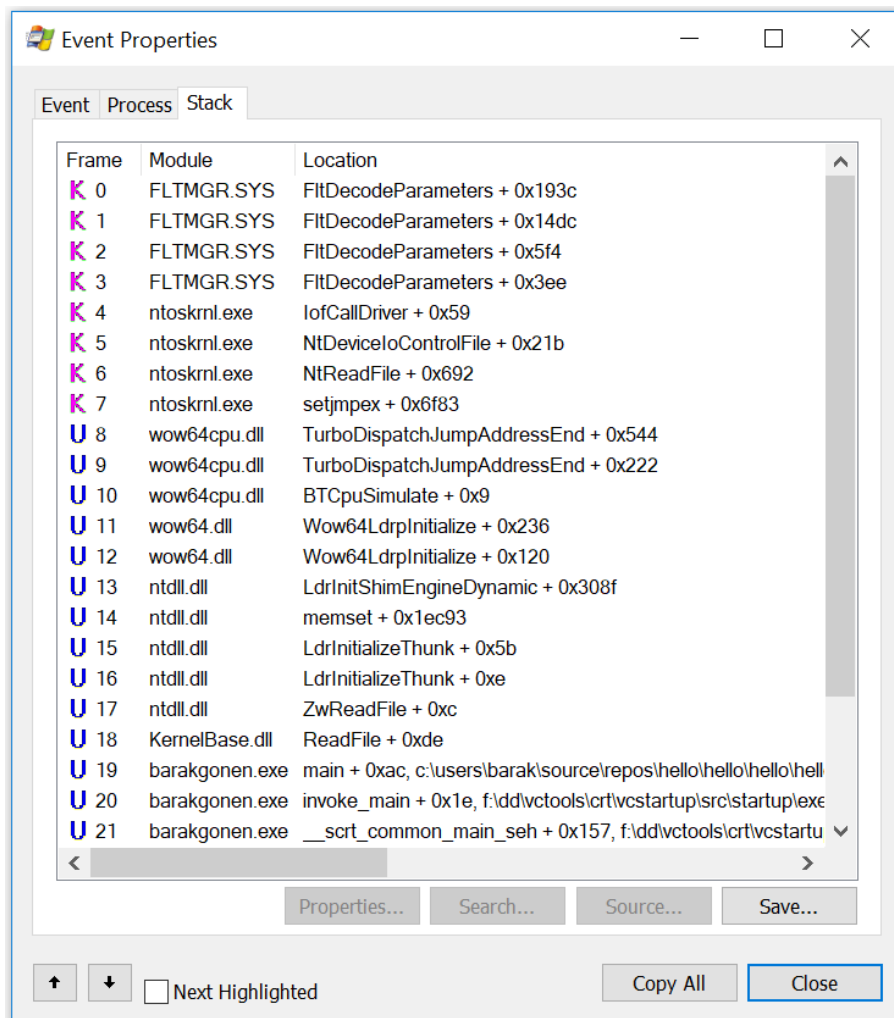 Event Properties
Event Process Stack
Frame Module Location
K 0 FLTMGR.SYS FltDecodeParameters + 0x193c
K 1 FLTMGR.SYS FltDecodeParameters + 0x14dc
K 2 FLTMGR.SYS FltDecodeParameters + 0x5f4
K 3 FLTMGR.SYS FltDecodeParameters + 0x3ee
K 4 ntoskrnl.exe IofCallDriver + 0x59
K 5 ntoskrnl.exe NtDeviceIoControlFile + 0x21b
K 6 ntoskrnl.exe NtReadFile + 0x692
K 7 ntoskrnl.exe setjmpex + 0x6f83
U 8 wow64cpu.dll TurboDispatchJumpAddressEnd + 0x544
U 9 wow64cpu.dll TurboDispatchJumpAddressEnd + 0x222
U 10 wow64cpu.dll BTCpuSimulate + 0x9
U 11 wow64.dll Wow64LdrpInitialize + 0x236
U 12 wow64.dll Wow64LdrpInitialize + 0x120
U 13 ntdll.dll LdrInitShimEngineDynamic + 0x308f
U 14 ntdll.dll memset + 0x1ec93
U 15 ntdll.dll LdrInitializeThunk + 0x5b
U 16 ntdll.dll LdrInitializeThunk + 0xe
U 17 ntdll.dll ZwReadFile + 0xc
U 18 KernelBase.dll ReadFile + 0xde
U 19 barakgonen.exe main + 0xac, c:\users\barak\source\repos\hello\hello\hello\hell
U 20 barakgonen.exe invoke_main + 0x1e, f:\dd\vctools\crt\vcstartup\src\startup\exe
U 21 barakgonen.exe __scrt_common_main_seh + 0x157, f:\dd\vctools\crt\vcstartu
Properties... Search... Source... Save...
Next Highlighted Copy All Close